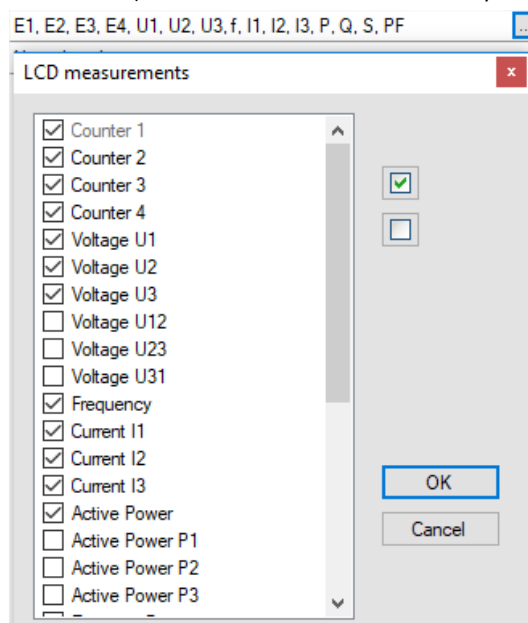 E1, E2, E3, E4, U1, U2, U3, f, I1, I2, I3, P, Q, S, PF
...
LCD measurements
x
Counter 1
Counter 2
Counter 3
Counter 4
Voltage U1
Voltage U2
Voltage U3
Voltage U12
Voltage U23
Voltage U31
Frequency
Current I1
Current I2
Current I3
Active Power
Active Power P1
Active Power P2
Active Power P3
OK
Cancel